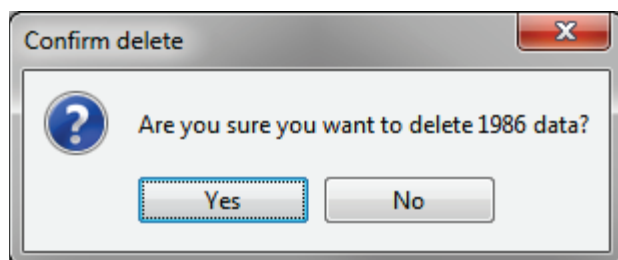 Confirm delete
Are you sure you want to delete 1986 data?
Yes
No